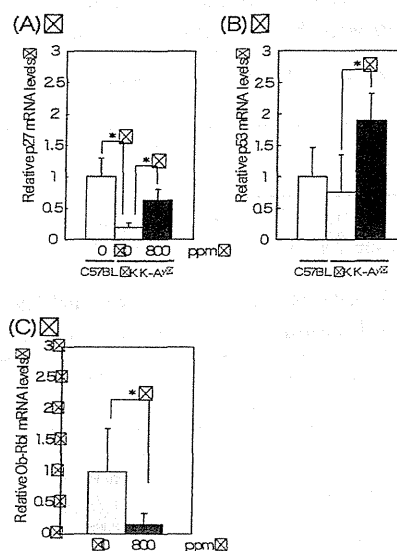 (A)
3
2.5
2
1.5
1
0.5
0
Relative p27 mRNA levels
*
*
0 0 800 ppm
C57BL KK-Aʸ
(B)
3
2.5
2
1.5
1
0.5
0
Relative p53 mRNA levels
*
C57BL KK-Aʸ
(C)
3
2.5
2
1.5
1
0.5
0
Relative Ob-Rb mRNA levels
*
0 800 ppm